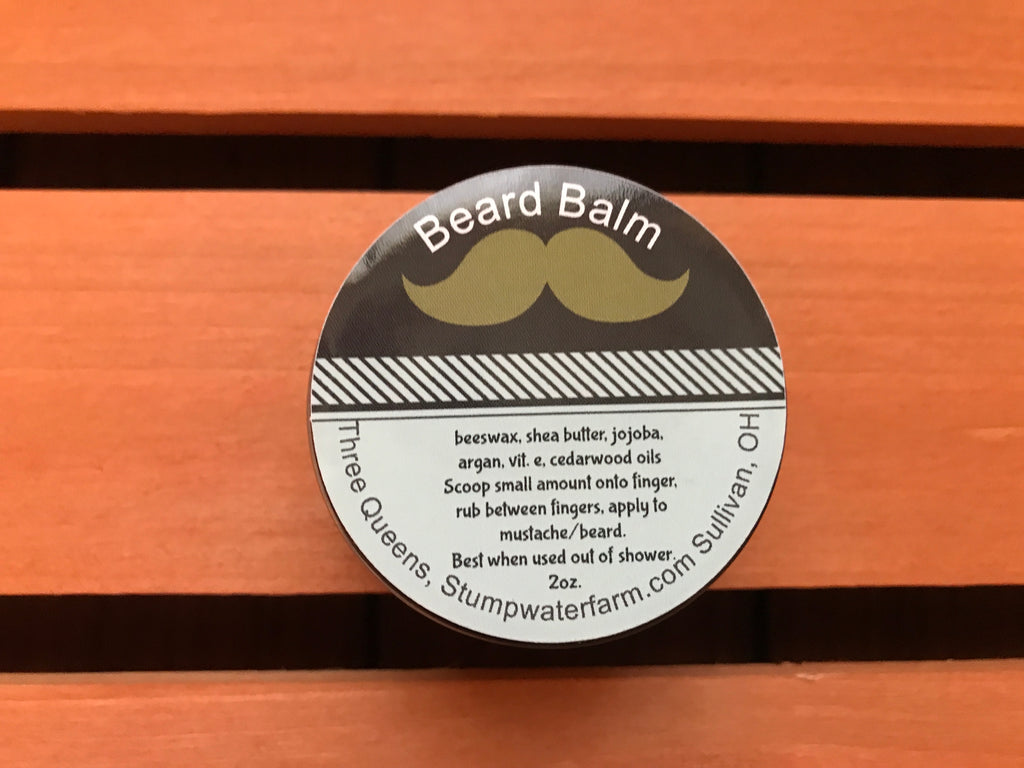 Beard Balm
beeswax, shea butter, jojoba,
argan, vit. e, cedarwood oils
Scoop small amount onto finger,
rub between fingers, apply to
mustache/beard.
Best when used out of shower.
2oz.
Three Queens, Stumpwaterfarm.com Sullivan, OH